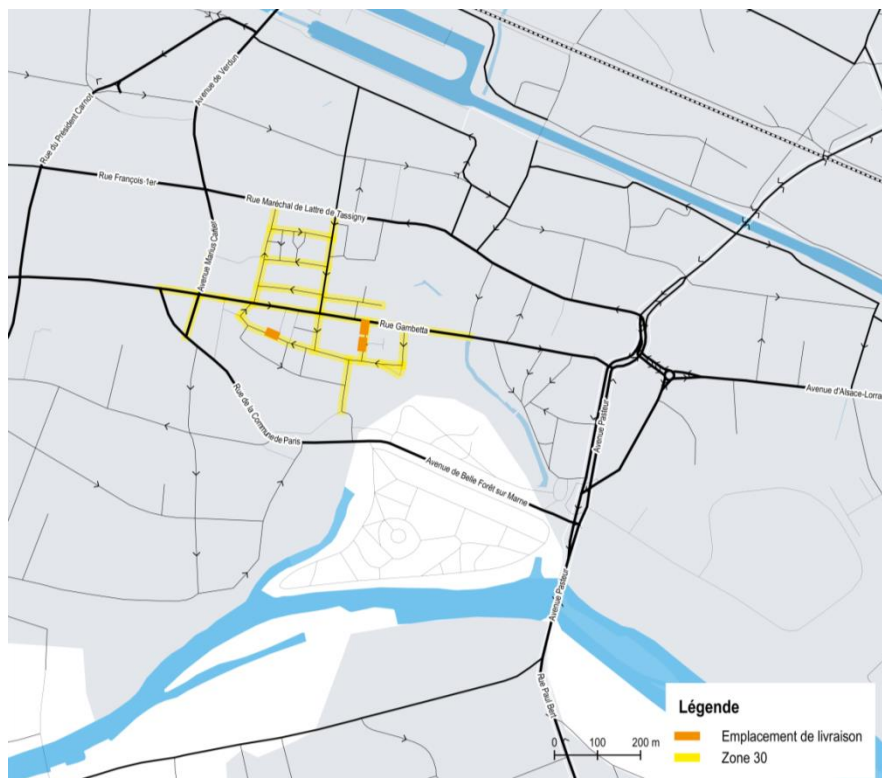 Avenue de Verdun
Rue du Président Carnot
Rue François 1er
Rue Maréchal de Lattre de Tassigny
Avenue Marius Cartier
Rue Gambetta
Avenue d'Alsace-Lorra
Rue de la Commune de Paris
Avenue Pasteur
Avenue de Belle Forêt sur Marne
Avenue Pasteur
Rue Paul Bert
Légende
Emplacement de livraison
Zone 30
0 100 200 m